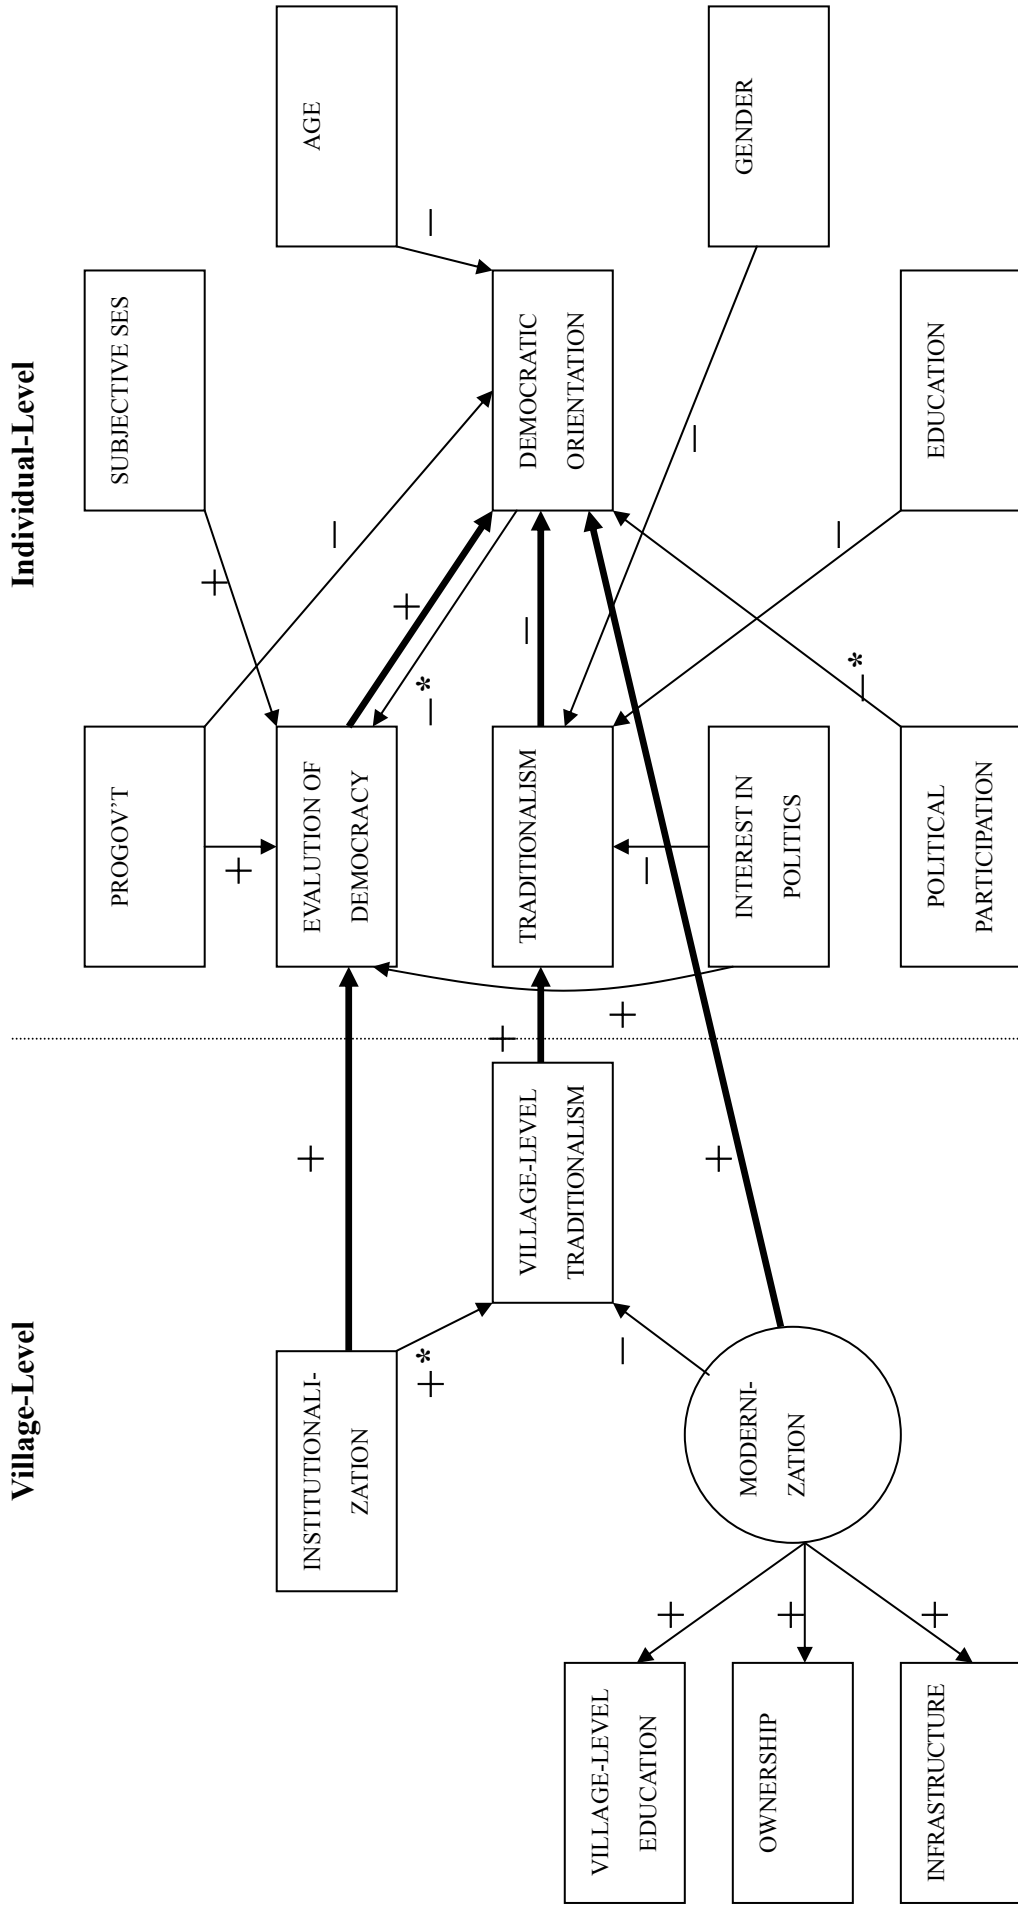 Village-Level
Individual-Level
PROGOV’T
SUBJECTIVE SES
+
+
–
INSTITUTIONALI-
ZATION
+
EVALUTION OF
DEMOCRACY
AGE
+*
–*
+
–
VILLAGE-LEVEL
TRADITIONALISM
+
TRADITIONALISM
–
DEMOCRATIC
ORIENTATION
–
+
–
VILLAGE-LEVEL
EDUCATION
+
MODERNI-
ZATION
+
INTEREST IN
POLITICS
–
GENDER
OWNERSHIP
+
–*
–
INFRASTRUCTURE
+
POLITICAL
PARTICIPATION
EDUCATION